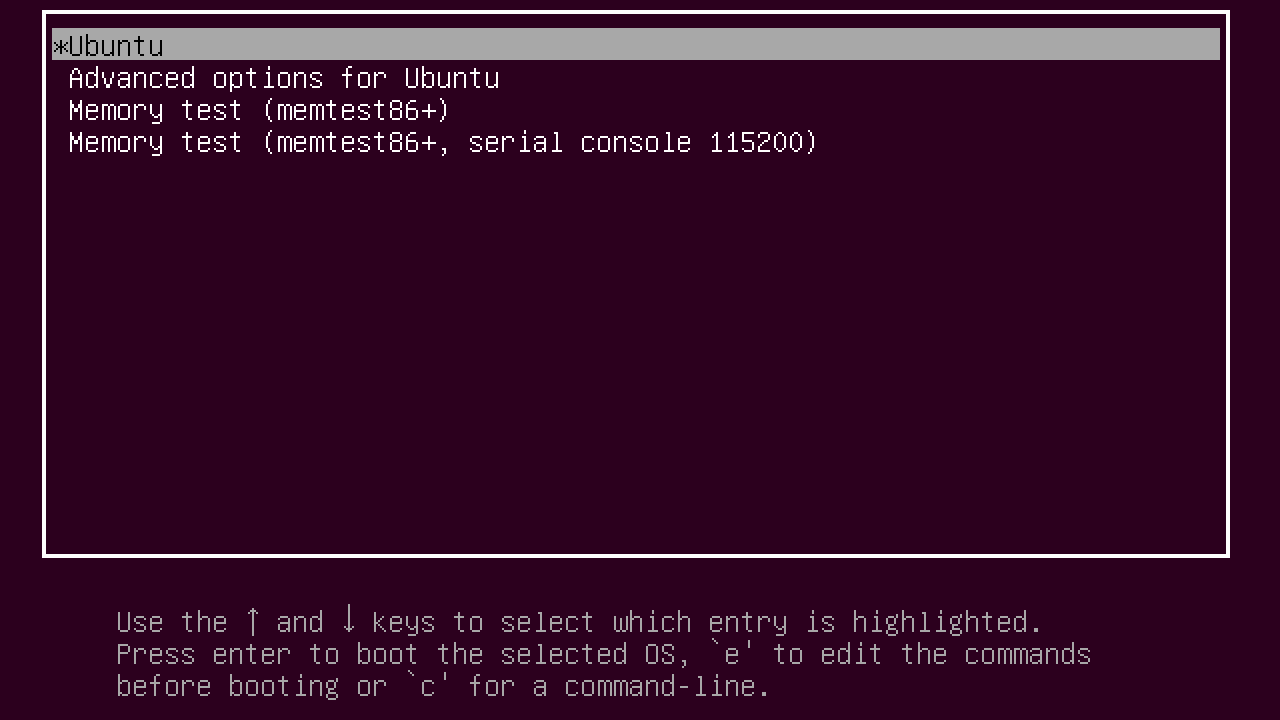 *Ubuntu
Advanced options for Ubuntu
Memory test (memtest86+)
Memory test (memtest86+, serial console 115200)
Use the ↑ and ↓ keys to select which entry is highlighted.
Press enter to boot the selected OS, `e' to edit the commands
before booting or `c' for a command-line.